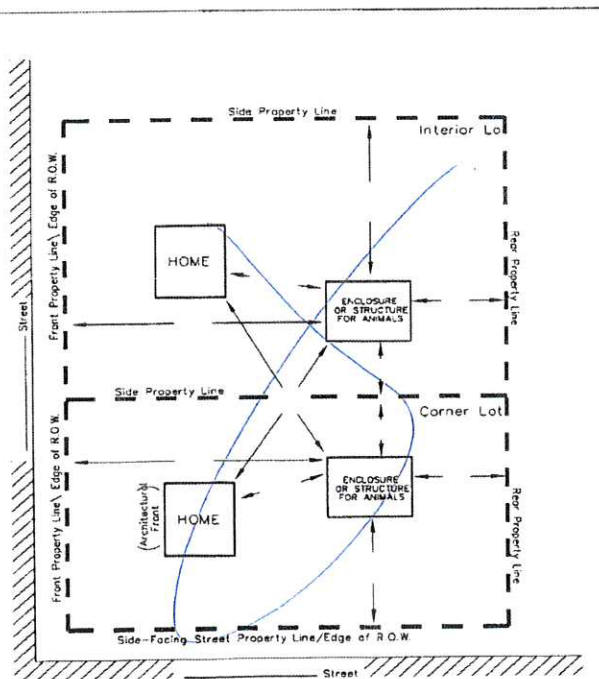 Side Property Line
Interior Lo
Front Property Line\ Edge of R.O.W.
Rear Property Line
HOME
ENCLOSURE
OR STRUCTURE
FOR ANIMALS
Street
Side Property Line
Corner Lot
Front Property Line\ Edge of R.O.W.
Rear Property Line
(Architectural
Front)
HOME
ENCLOSURE
OR STRUCTURE
FOR ANIMALS
Side-Facing Street Property Line/Edge of R.O.W.
Street